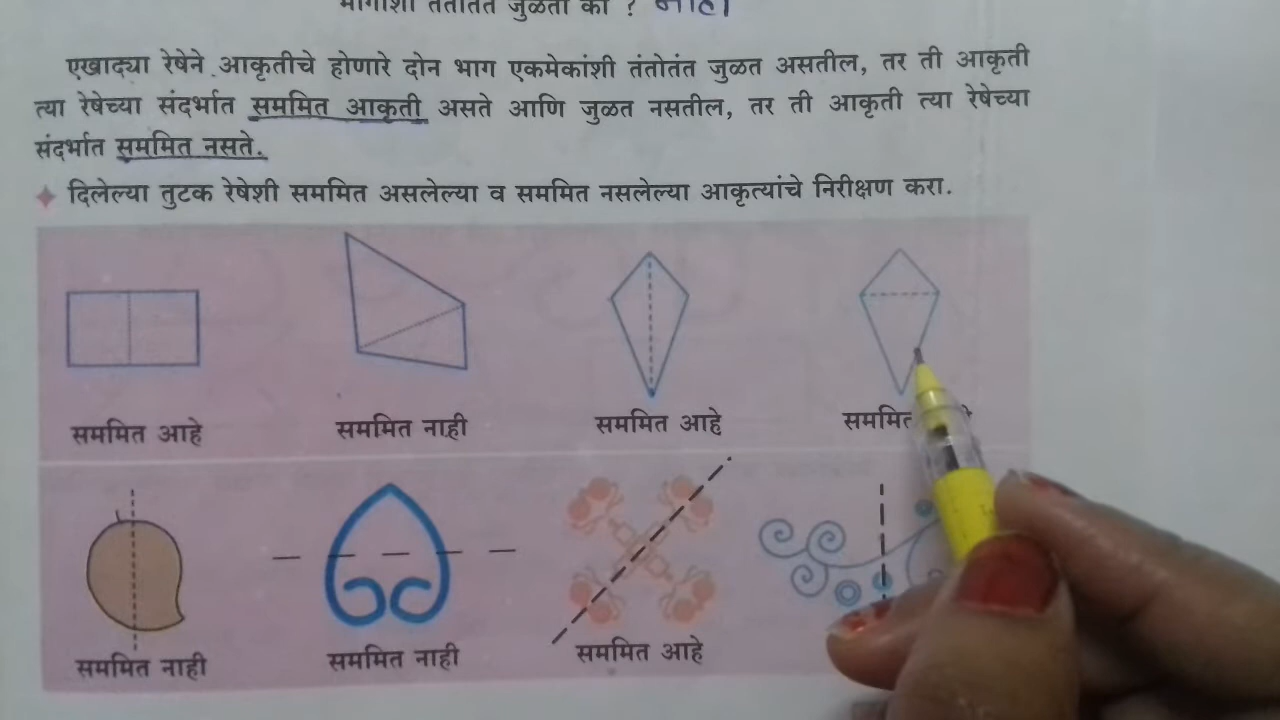 भागाशी तंतोतंत जुळतो का ? नाही
एखाद्या रेषेने आकृतीचे होणारे दोन भाग एकमेकांशी तंतोतंत जुळत असतील, तर ती आकृती
त्या रेषेच्या संदर्भात सममित आकृती असते आणि जुळत नसतील, तर ती आकृती त्या रेषेच्या
संदर्भात सममित नसते.
दिलेल्या तुटक रेषेशी सममित असलेल्या व सममित नसलेल्या आकृत्यांचे निरीक्षण करा.
सममित आहे सममित नाही सममित आहे सममित
सममित नाही सममित नाही सममित आहे